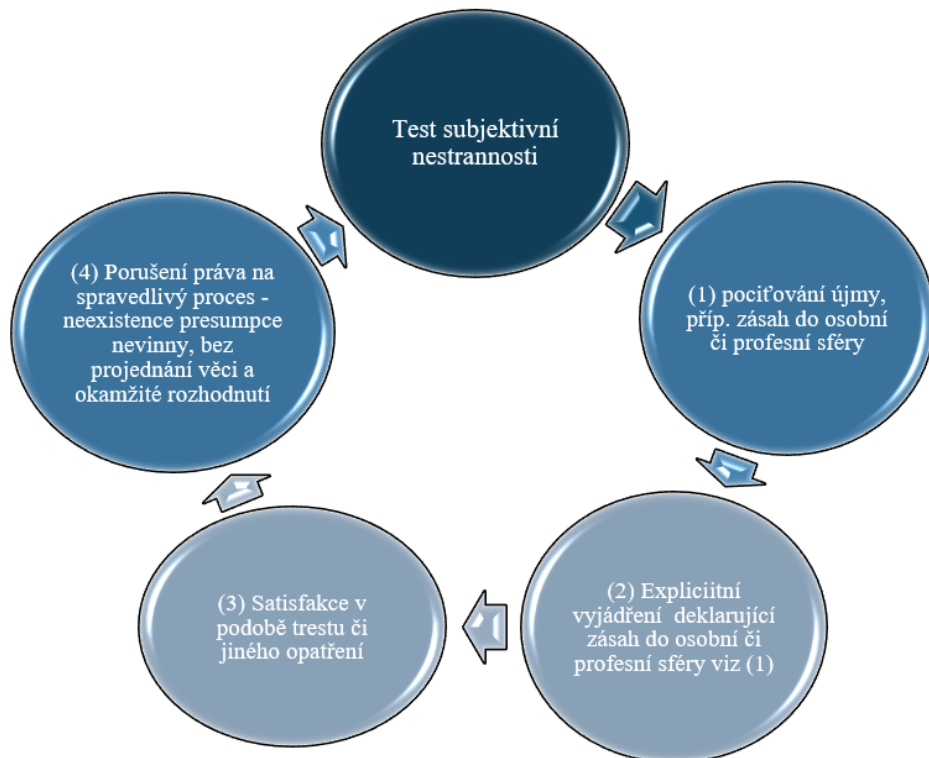 Test subjektivní
nestrannosti
(1) pociťování újmy,
příp. zásah do osobní
či profesní sféry
(2) Expliciitní
vyjádření deklarující
zásah do osobní či
profesní sféry viz (1)
(3) Satisfakce v
podobě trestu či
jiného opatření
(4) Porušení práva na
spravedlivý proces -
neexistence presumpce
nevinny, bez
projednání věci a
okamžité rozhodnutí